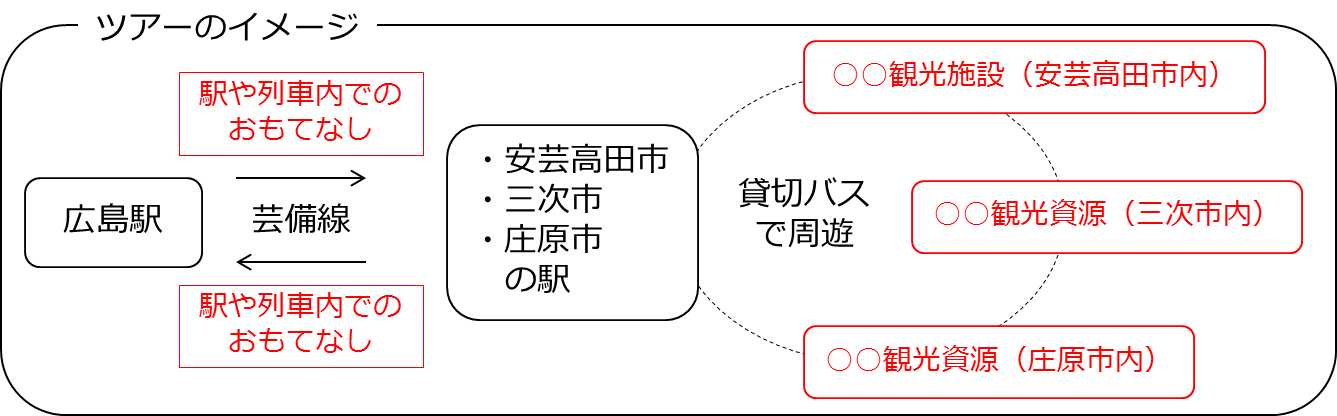 ツアーのイメージ
駅や列車内での
おもてなし
広島駅
芸備線
駅や列車内での
おもてなし
・安芸高田市
・三次市
・庄原市
の駅
貸切バス
で周遊
○○観光施設（安芸高田市内）
○○観光資源（三次市内）
○○観光資源（庄原市内）